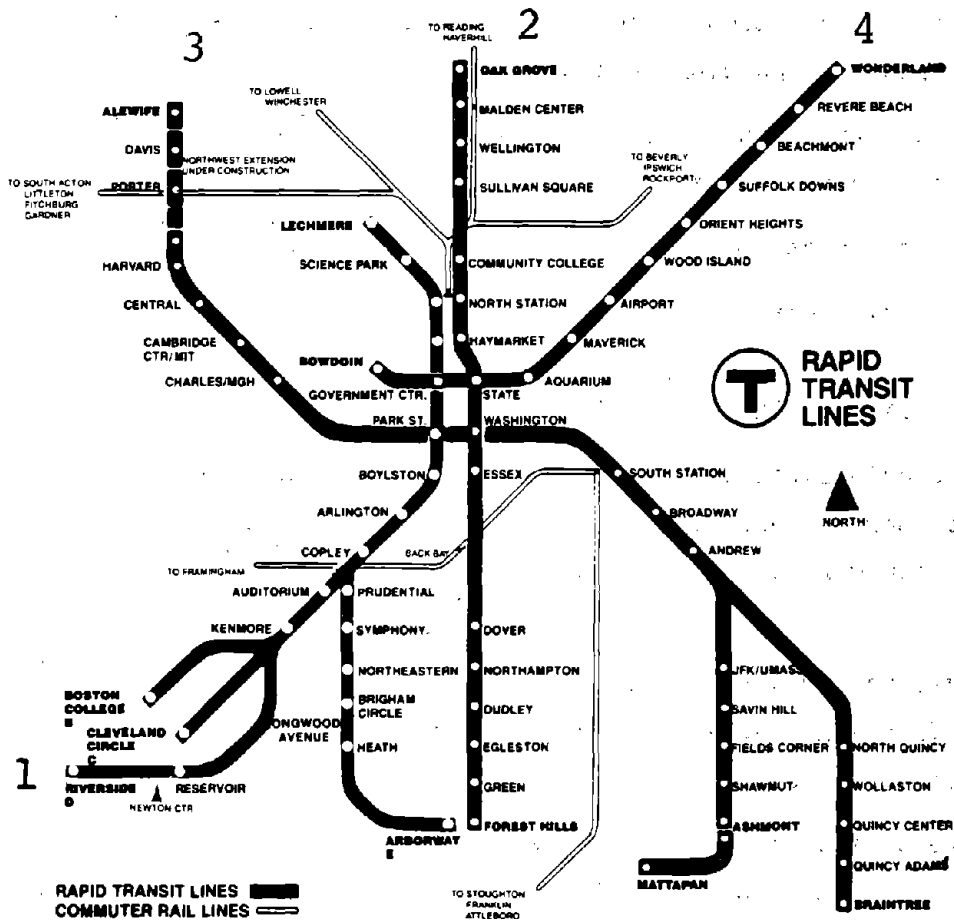 3
2
4
TO READING
HAVERHILL
OAK GROVE
WONDERLAND
TO LOWELL
WINCHESTER
ALEWIFE
MALDEN CENTER
REVERE BEACH
DAVIS
WELLINGTON
BEACHMONT
NORTHWEST EXTENSION
UNDER CONSTRUCTION
PORTER
TO SOUTH ACTON
LITTLETON
FITCHBURG
GARDNER
SULLIVAN SQUARE
TO BEVERLY
IPSWICH
ROCKPORT
SUFFOLK DOWNS
LECHMERE
ORIENT HEIGHTS
HARVARD
SCIENCE PARK
COMMUNITY COLLEGE
WOOD ISLAND
CENTRAL
NORTH STATION
AIRPORT
CAMBRIDGE
CTR/MIT
HAYMARKET
MAVERICK
BOWDOIN
CHARLES/MGH
GOVERNMENT CTR.
STATE
AQUARIUM
T
RAPID
TRANSIT
LINES
PARK ST.
WASHINGTON
BOYLSTON
ESSEX
SOUTH STATION
ARLINGTON
BROADWAY
NORTH
COPLEY
BACK BAY
ANDREW
TO FRAMINGHAM
AUDITORIUM
PRUDENTIAL
KENMORE
SYMPHONY
DOVER
NORTHEASTERN
NORTHAMPTON
JFK/UMASS
BOSTON
COLLEGE
B
BRIGHAM
CIRCLE
DUDLEY
SAVIN HILL
CLEVELAND
CIRCLE
C
ONGWOOD
AVENUE
HEATH
EGLESTON
FIELDS CORNER
NORTH QUINCY
1
RIVERSIDE
D
RESERVOIR
NEWTON CTR
GREEN
SHAWMUT
WOLLASTON
ARBORWAY
E
FOREST HILLS
ASHMONT
QUINCY CENTER
MATTAPAN
QUINCY ADAMS
RAPID TRANSIT LINES
COMMUTER RAIL LINES
TO STOUGHTON
FRANKLIN
ATTLEBORO
BRAINTREE